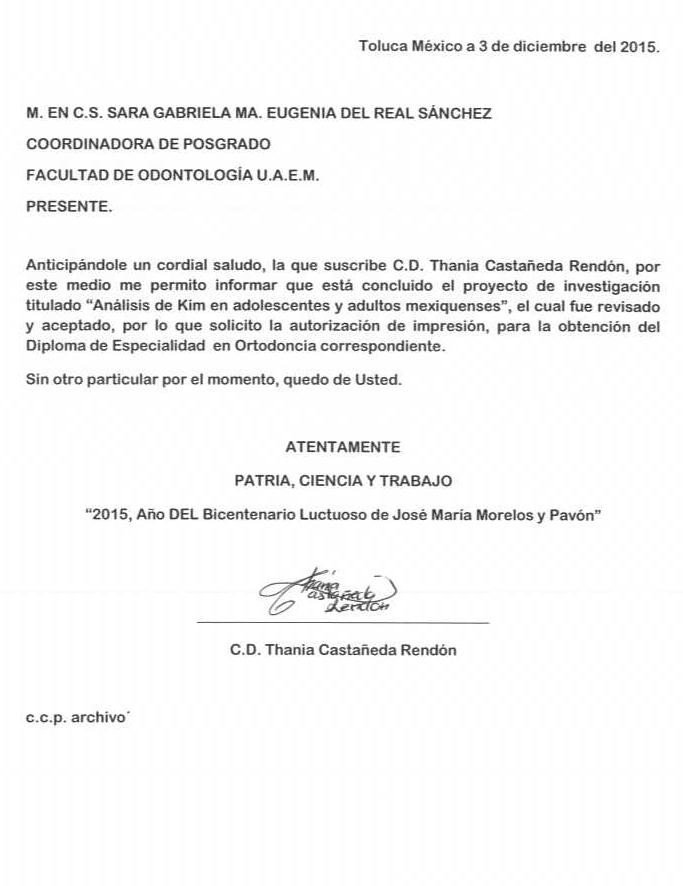 Toluca México a 3 de diciembre  del 2015.
M. EN C.S. SARA GABRIELA MA. EUGENIA DEL REAL SÁNCHEZ
COORDINADORA DE POSGRADO
FACULTAD DE ODONTOLOGÍA U.A.E.M.
PRESENTE.
Anticipándole un cordial saludo, la que suscribe C.D. Thania Castañeda Rendón, por
este medio me permito informar que está concluido el proyecto de investigación
titulado “Análisis de Kim en adolescentes y adultos mexiquenses”, el cual fue revisado
y aceptado, por lo que solicito la autorización de impresión, para la obtención del
Diploma de Especialidad  en Ortodoncia correspondiente.
Sin otro particular por el momento, quedo de Usted.
ATENTAMENTE
PATRIA, CIENCIA Y TRABAJO
“2015, Año DEL Bicentenario Luctuoso de José María Morelos y Pavón”
Thania
Castañeda
Rendón
C.D. Thania Castañeda Rendón
c.c.p. archivo´